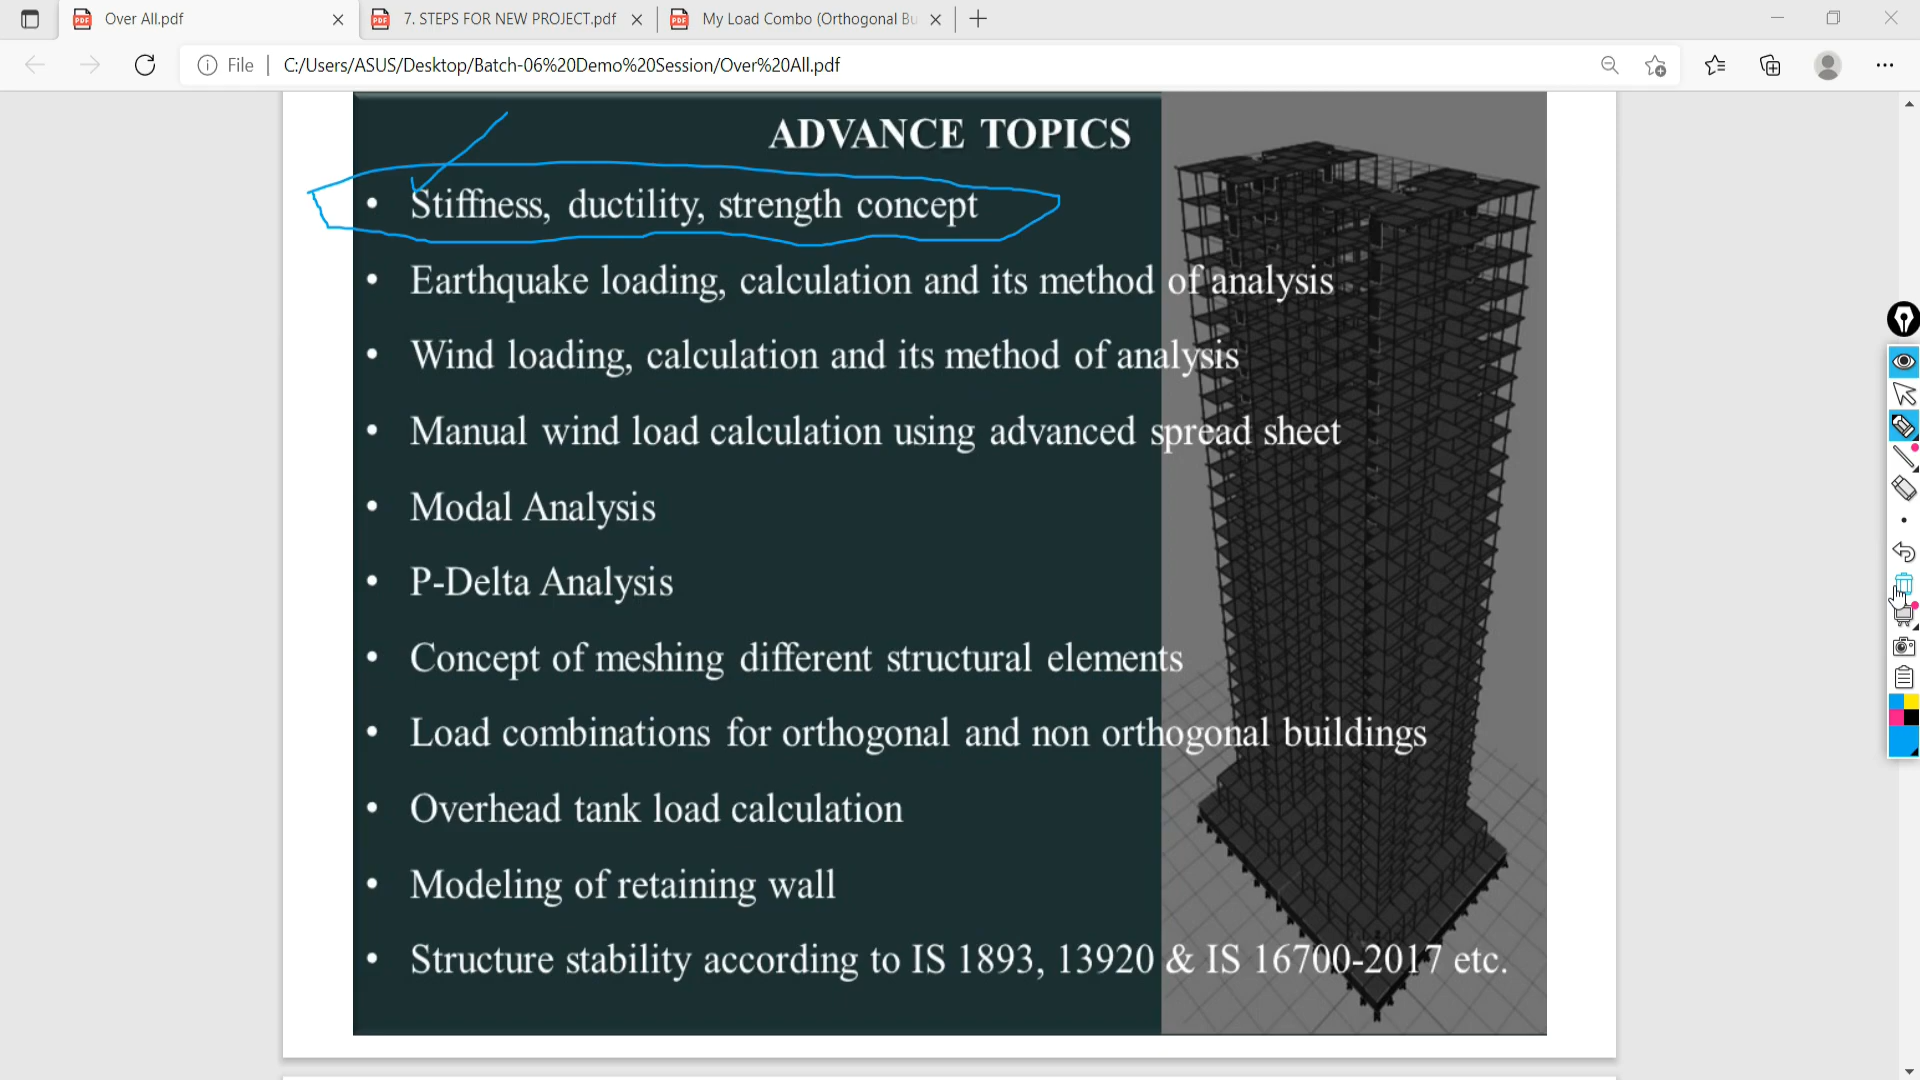 Over All.pdf
7. STEPS FOR NEW PROJECT.pdf
My Load Combo (Orthogonal Bu
File
C:/Users/ASUS/Desktop/Batch-06%20Demo%20Session/Over%20All.pdf
ADVANCE TOPICS
• Stiffness, ductility, strength concept
• Earthquake loading, calculation and its method of analysis
• Wind loading, calculation and its method of analysis
• Manual wind load calculation using advanced spread sheet
• Modal Analysis
• P-Delta Analysis
• Concept of meshing different structural elements
• Load combinations for orthogonal and non orthogonal buildings
• Overhead tank load calculation
• Modeling of retaining wall
• Structure stability according to IS 1893, 13920 & IS 16700-2017 etc.